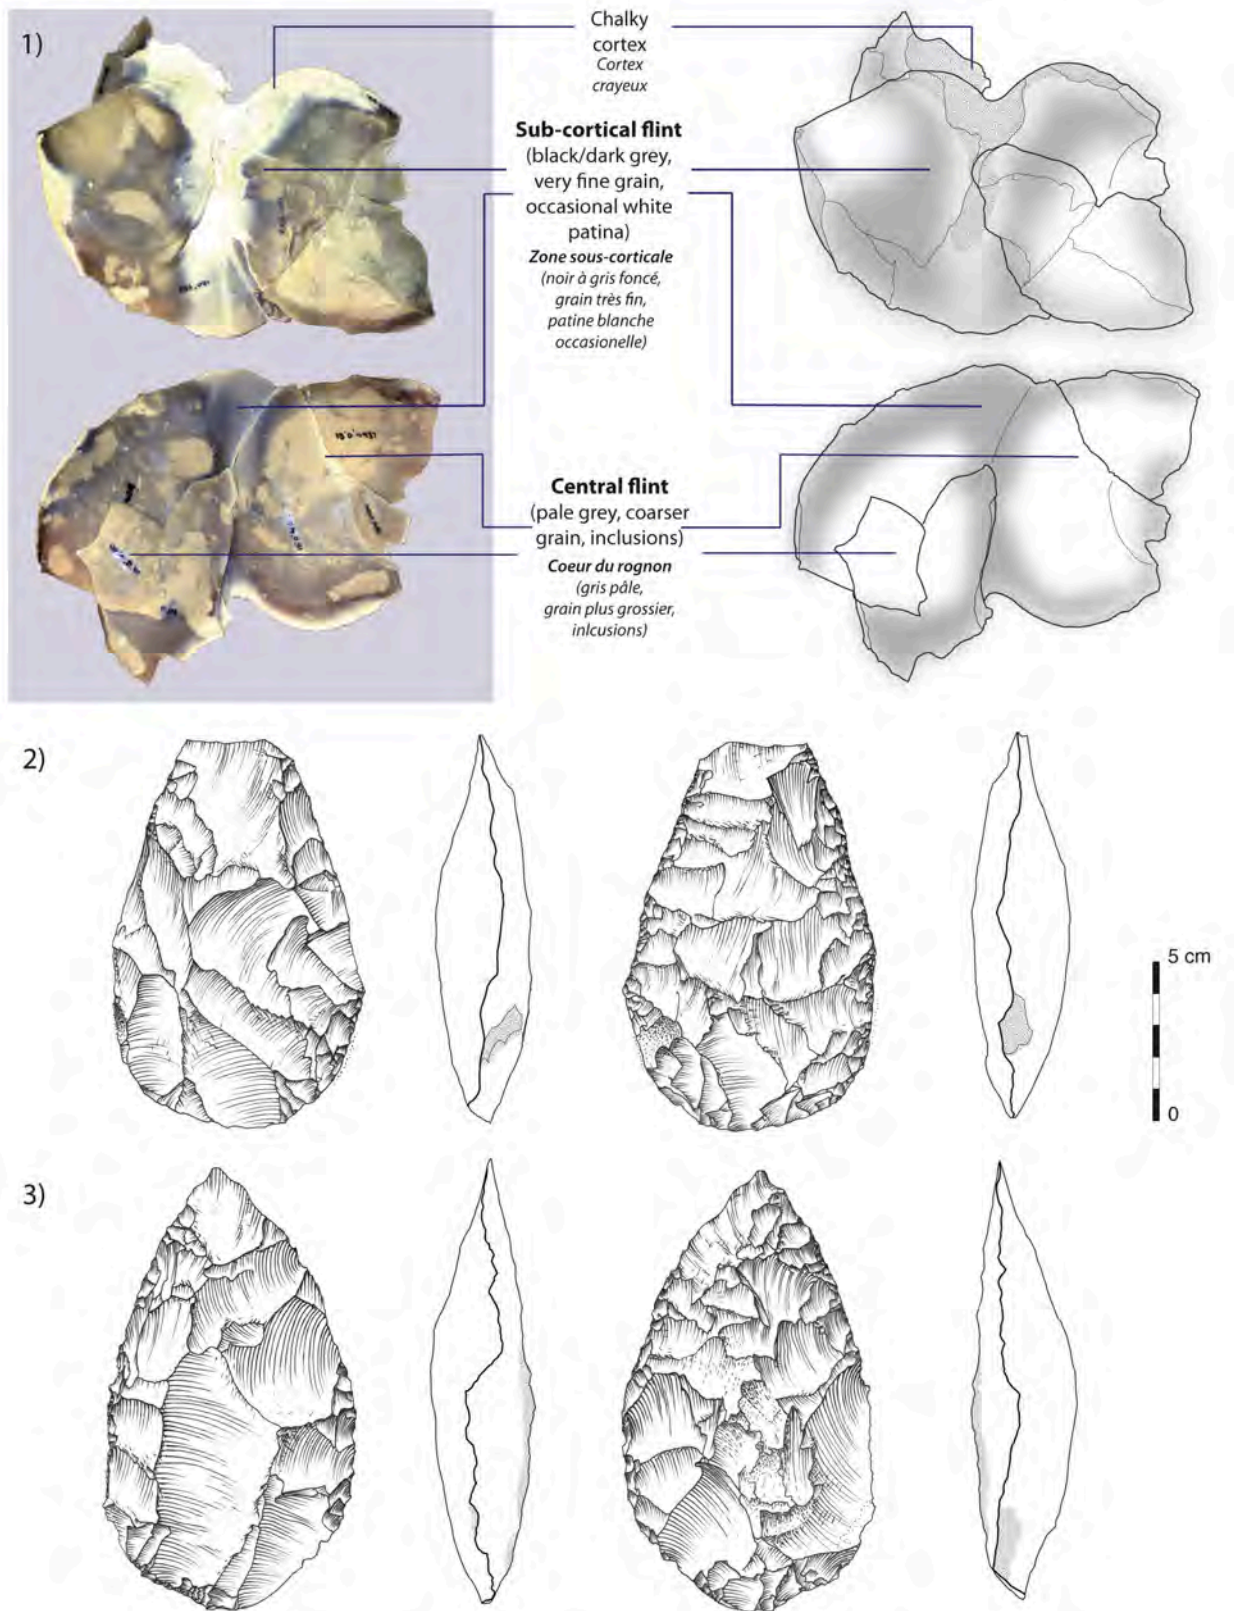 1)
Chalky
cortex
Cortex
crayeux
Sub-cortical flint
(black/dark grey,
very fine grain,
occasional white
patina)
Zone sous-corticale
(noir à gris foncé,
grain très fin,
patine blanche
occasionelle)
Central flint
(pale grey, coarser
grain, inclusions)
Coeur du rognon
(gris pâle,
grain plus grossier,
inlcusions)
2)
5 cm
0
3)